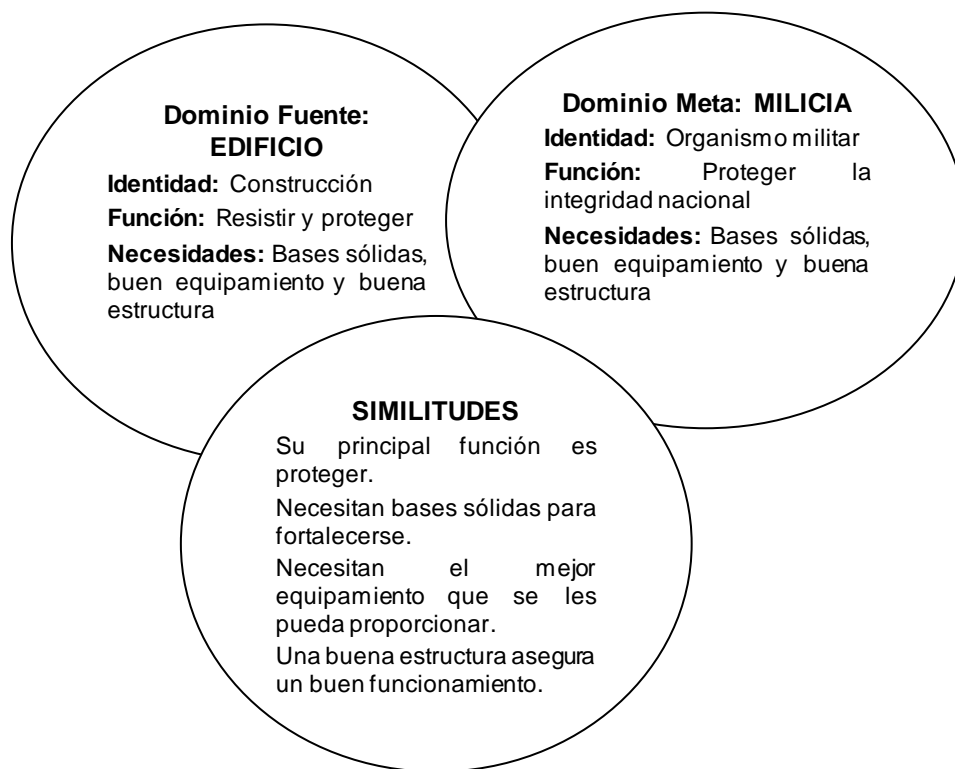 Dominio Fuente:
EDIFICIO
Identidad: Construcción
Función: Resistir y proteger
Necesidades: Bases sólidas,
buen equipamiento y buena
estructura
Dominio Meta: MILICIA
Identidad: Organismo militar
Función: Proteger la
integridad nacional
Necesidades: Bases sólidas,
buen equipamiento y buena
estructura
SIMILITUDES
Su principal función es
proteger.
Necesitan bases sólidas para
fortalecerse.
Necesitan el mejor
equipamiento que se les
pueda proporcionar.
Una buena estructura asegura
un buen funcionamiento.